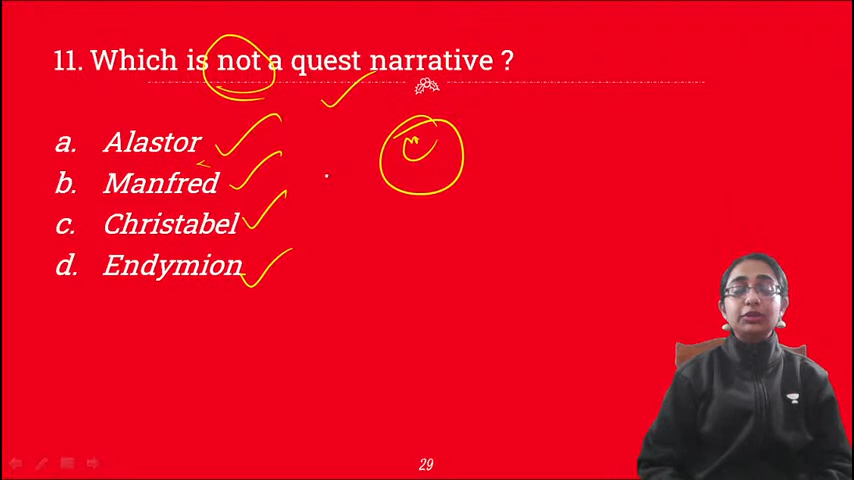 11. Which is not a quest narrative ?
a. Alastor
b. Manfred
c. Christabel
d. Endymion
29